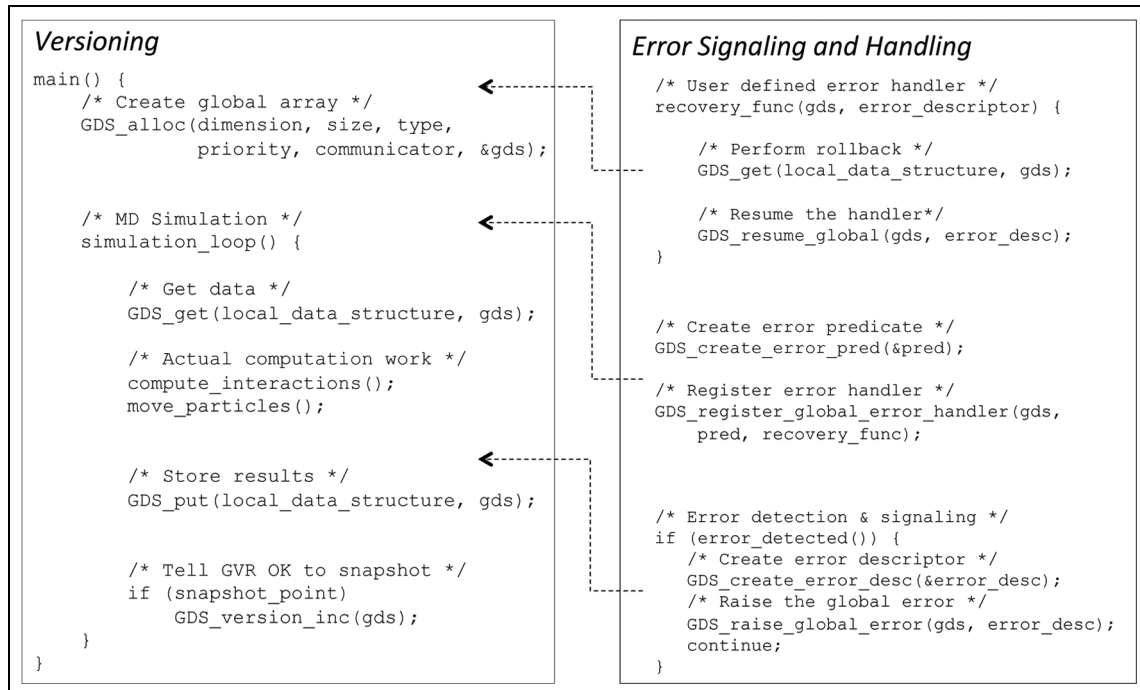 Versioning
main() {
/* Create global array */
GDS_alloc(dimension, size, type,
priority, communicator, &gds);
/* MD Simulation */
simulation_loop() {
/* Get data */
GDS_get(local_data_structure, gds);
/* Actual computation work */
compute_interactions();
move_particles();
/* Store results */
GDS_put(local_data_structure, gds);
/* Tell GVR OK to snapshot */
if (snapshot_point)
GDS_version_inc(gds);
}
}
Error Signaling and Handling
/* User defined error handler */
recovery_func(gds, error_descriptor) {
/* Perform rollback */
GDS_get(local_data_structure, gds);
/* Resume the handler*/
GDS_resume_global(gds, error_desc);
}
/* Create error predicate */
GDS_create_error_pred(&pred);
/* Register error handler */
GDS_register_global_error_handler(gds,
pred, recovery_func);
/* Error detection & signaling */
if (error_detected()) {
/* Create error descriptor */
GDS_create_error_desc(&error_desc);
/* Raise the global error */
GDS_raise_global_error(gds, error_desc);
continue;
}